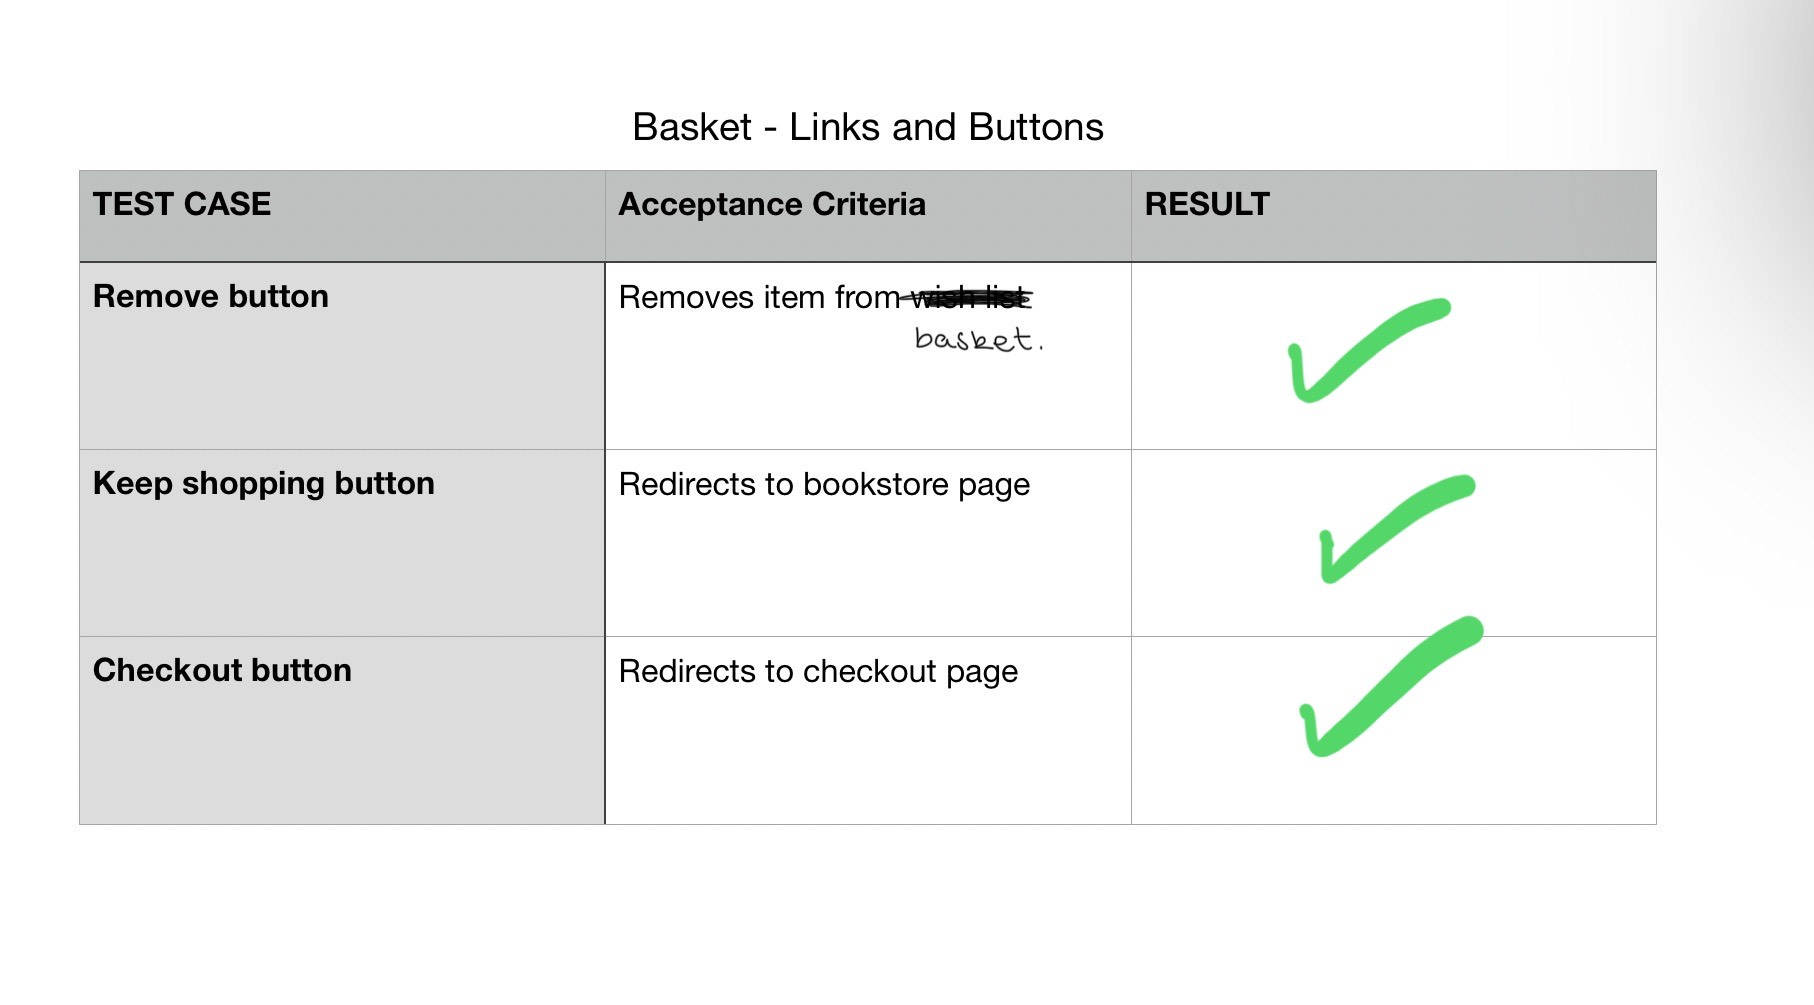 Basket - Links and Buttons
TEST CASE
Acceptance Criteria
RESULT
Remove button
Removes item from wish list
basket.
Keep shopping button
Redirects to bookstore page
Checkout button
Redirects to checkout page